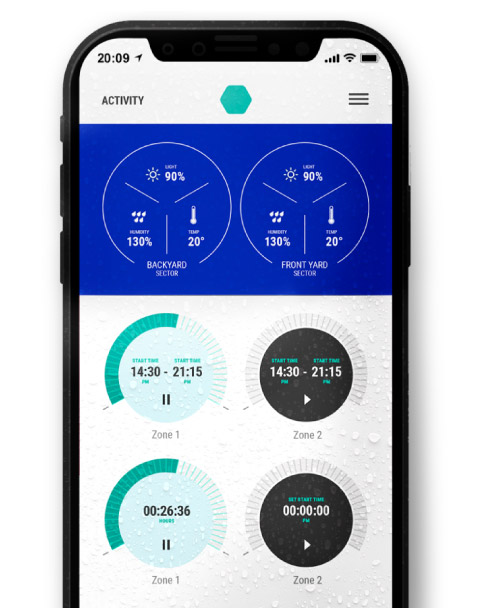 20:09
ACTIVITY
LIGHT
90%
HUMIDITY
130%
TEMP
20°
BACKYARD
SECTOR
LIGHT
90%
HUMIDITY
130%
TEMP
20°
FRONT YARD
SECTOR
START TIME START TIME
14:30 - 21:15
PM PM
Zone 1
START TIME START TIME
14:30 - 21:15
PM PM
Zone 2
00:26:36
HOURS
Zone 1
SET START TIME
00:00:00
PM
Zone 2